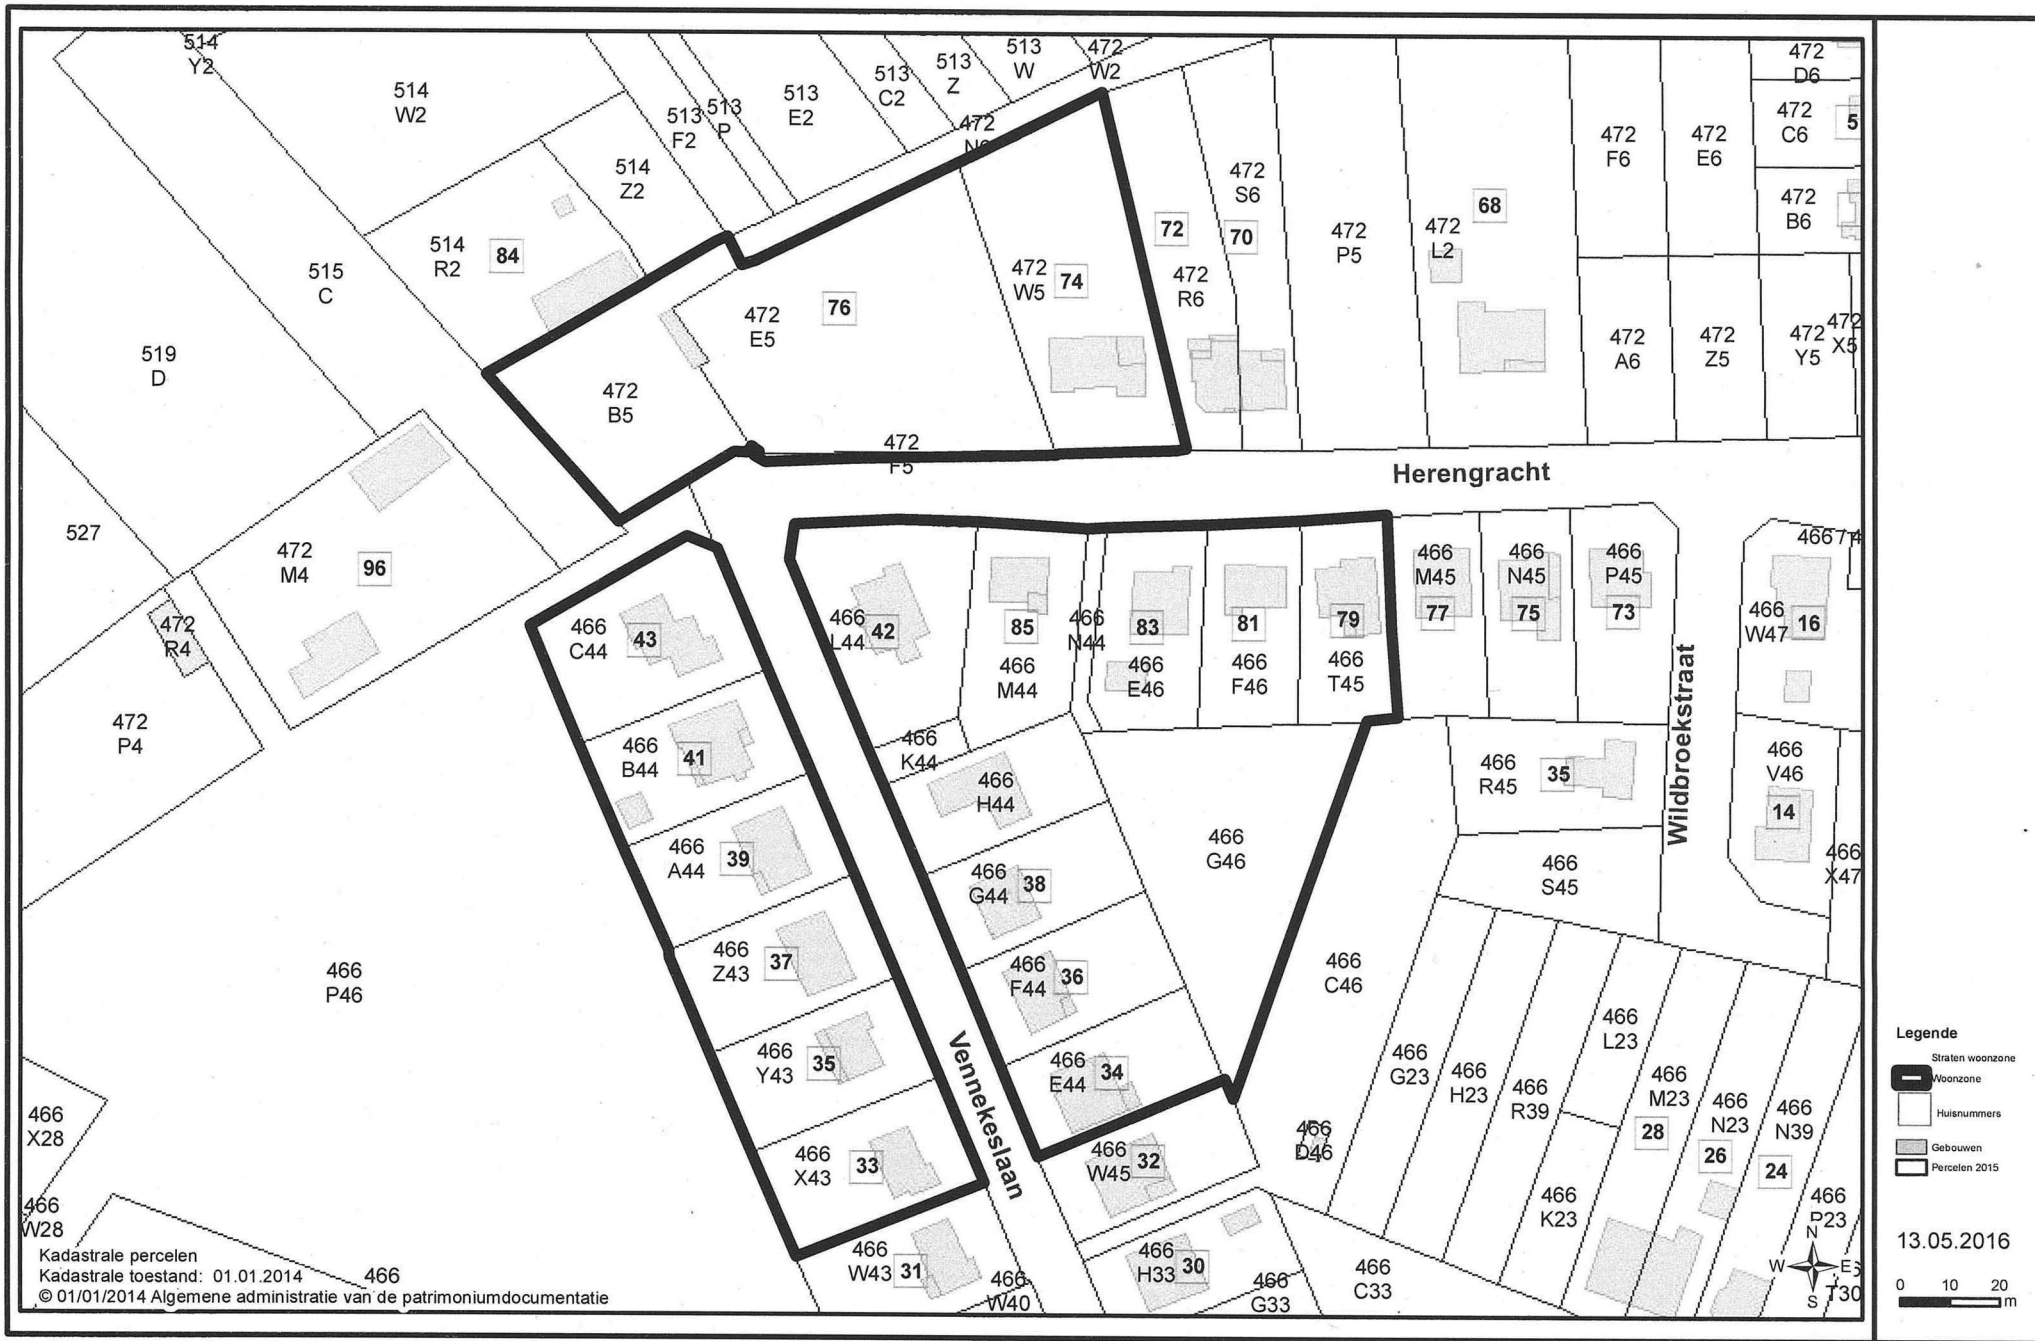 514
Y2
514
W2
513
F2
513
P
513
E2
513
C2
513
Z
513
W
472
W2
472
D6
472
C6
5
472
F6
472
E6
472
B6
514
Z2
472
514
R2
84
515
C
472
S6
72
70
472
P5
472
L2
68
472
R6
472
W5
74
76
472
E5
472
A6
472
Z5
472
Y5
472
X5
519
D
472
B5
472
F5
Herengracht
527
472
M4
96
472
R4
472
P4
466
C44
43
466
L44
42
85
466
M44
466
N44
83
466
E46
81
466
F46
79
466
T45
466
M45
77
466
N45
75
466
P45
73
466
W47
16
Wildbroekstraat
466
B44
41
466
K44
466
H44
466
R45
35
466
V46
14
466
X47
466
A44
39
466
G44
38
466
G46
466
S45
466
Z43
37
466
F44
36
466
C46
466
P46
466
Y43
35
Vennekeslaan
466
E44
34
466
G23
466
H23
466
R39
466
L23
466
M23
28
466
N23
26
466
N39
24
466
X28
466
X43
33
466
W45
32
466
D46
466
K23
466
P23
466
W28
466
W43
31
466
W40
466
H33
30
466
G33
466
C33
T30
466
Kadastrale percelen
Kadastrale toestand: 01.01.2014
© 01/01/2014 Algemene administratie van de patrimoniumdocumentatie
N
W E
S
Legende
Straten woonzone
Woonzone
Huisnummers
Gebouwen
Percelen 2015
13.05.2016
0 10 20
m